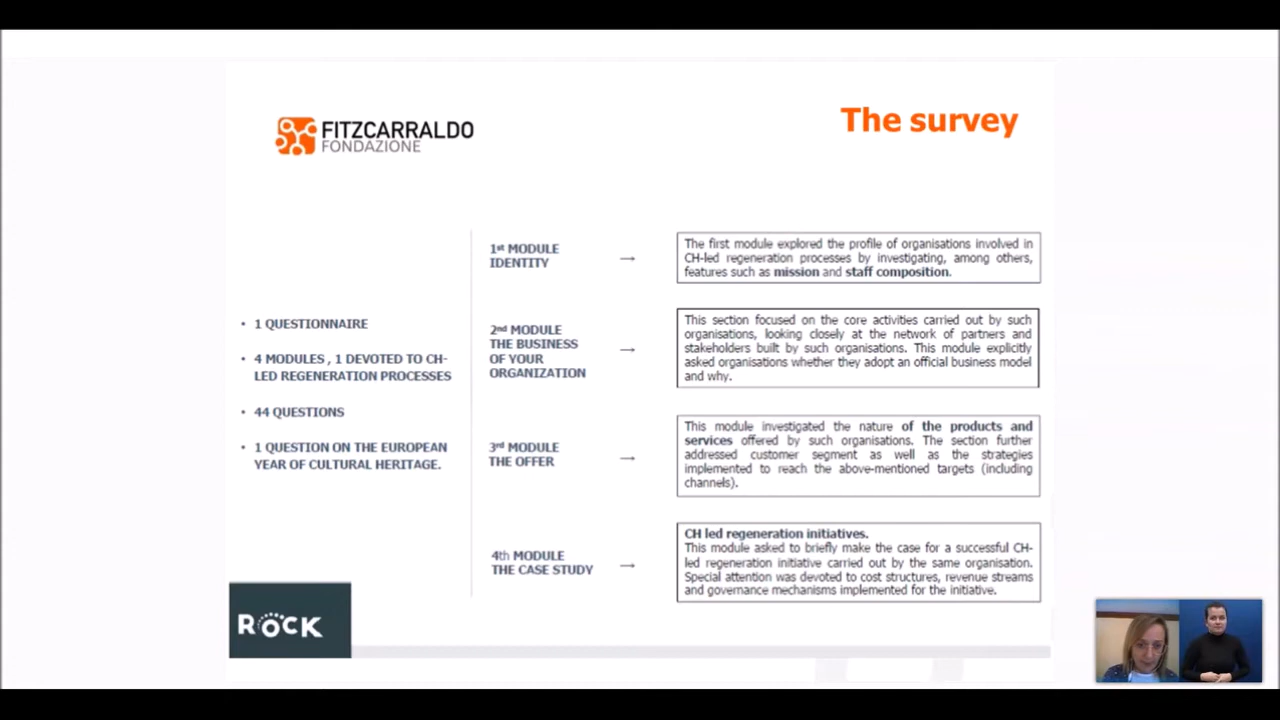 FITZCARRALDO
FONDAZIONE
The survey
• 1 QUESTIONNAIRE
• 4 MODULES , 1 DEVOTED TO CH-
LED REGENERATION PROCESSES
• 44 QUESTIONS
• 1 QUESTION ON THE EUROPEAN
YEAR OF CULTURAL HERITAGE.
1st MODULE
IDENTITY
→
The first module explored the profile of organisations involved in
CH-led regeneration processes by investigating, among others,
features such as mission and staff composition.
2nd MODULE
THE BUSINESS
OF YOUR
ORGANIZATION
→
This section focused on the core activities carried out by such
organisations, looking closely at the network of partners and
stakeholders built by such organisations. This module explicitly
asked organisations whether they adopt an official business model
and why.
3rd MODULE
THE OFFER
→
This module investigated the nature of the products and
services offered by such organisations. The section further
addressed customer segment as well as the strategies
implemented to reach the above-mentioned targets (including
channels).
4th MODULE
THE CASE STUDY
→
CH led regeneration initiatives.
This module asked to briefly make the case for a successful CH-
led regeneration initiative carried out by the same organisation.
Special attention was devoted to cost structures, revenue streams
and governance mechanisms implemented for the initiative.
ROCK